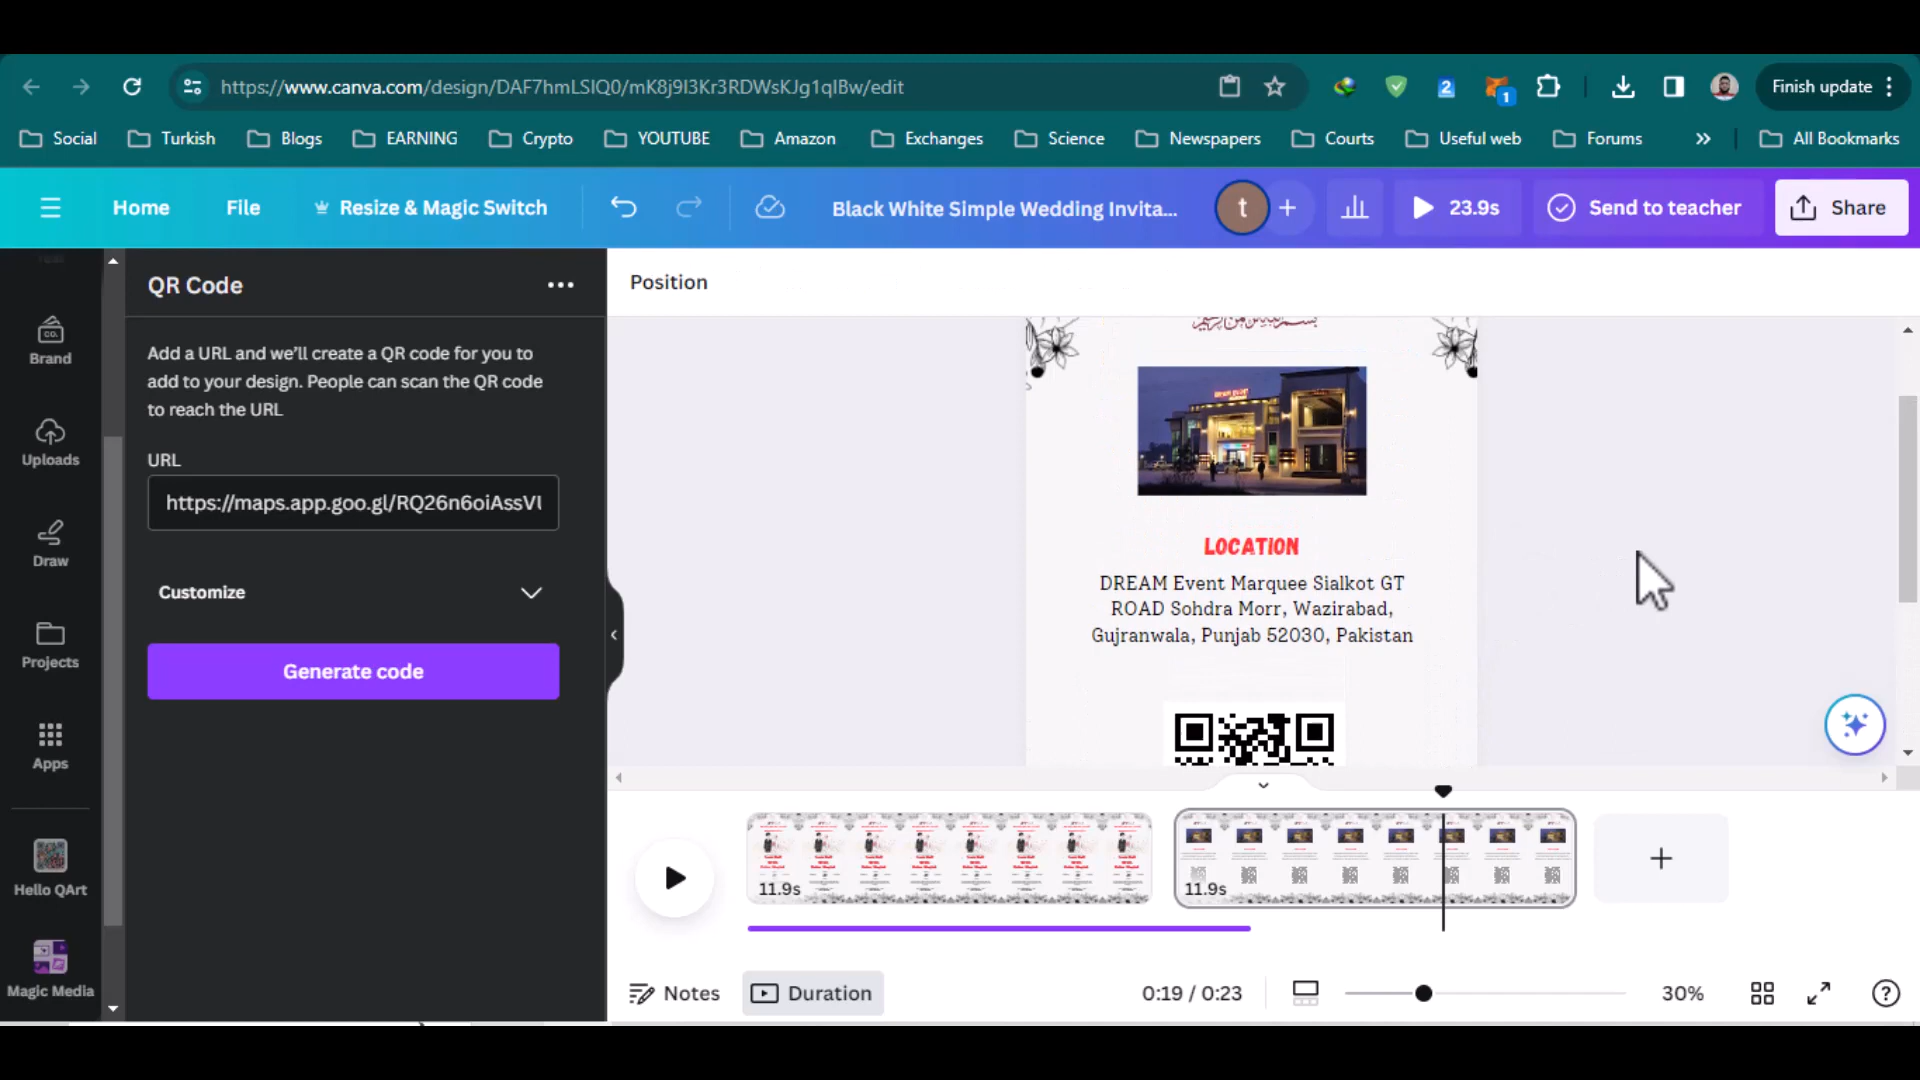 https://www.canva.com/design/DAF7hmLSlQ0/mK8j9I3Kr3RDWsKJg1qIBw/edit
2
1
Finish update
Social
Turkish
Blogs
EARNING
Crypto
YOUTUBE
Amazon
Exchanges
Science
Newspapers
Courts
Useful web
Forums
All Bookmarks
Home
File
Resize & Magic Switch
Black White Simple Wedding Invita...
t
23.9s
Send to teacher
Share
Brand
Uploads
Draw
Projects
Apps
Hello QArt
Magic Media
QR Code
Add a URL and we'll create a QR code for you to
add to your design. People can scan the QR code
to reach the URL
URL
https://maps.app.goo.gl/RQ26n6oiAssVU
Customize
Generate code
Position
CO.
LOCATION
DREAM Event Marquee Sialkot GT
ROAD Sohdra Morr, Wazirabad,
Gujranwala, Punjab 52030, Pakistan
11.9s
11.9s
Notes
Duration
0:19 / 0:23
30%